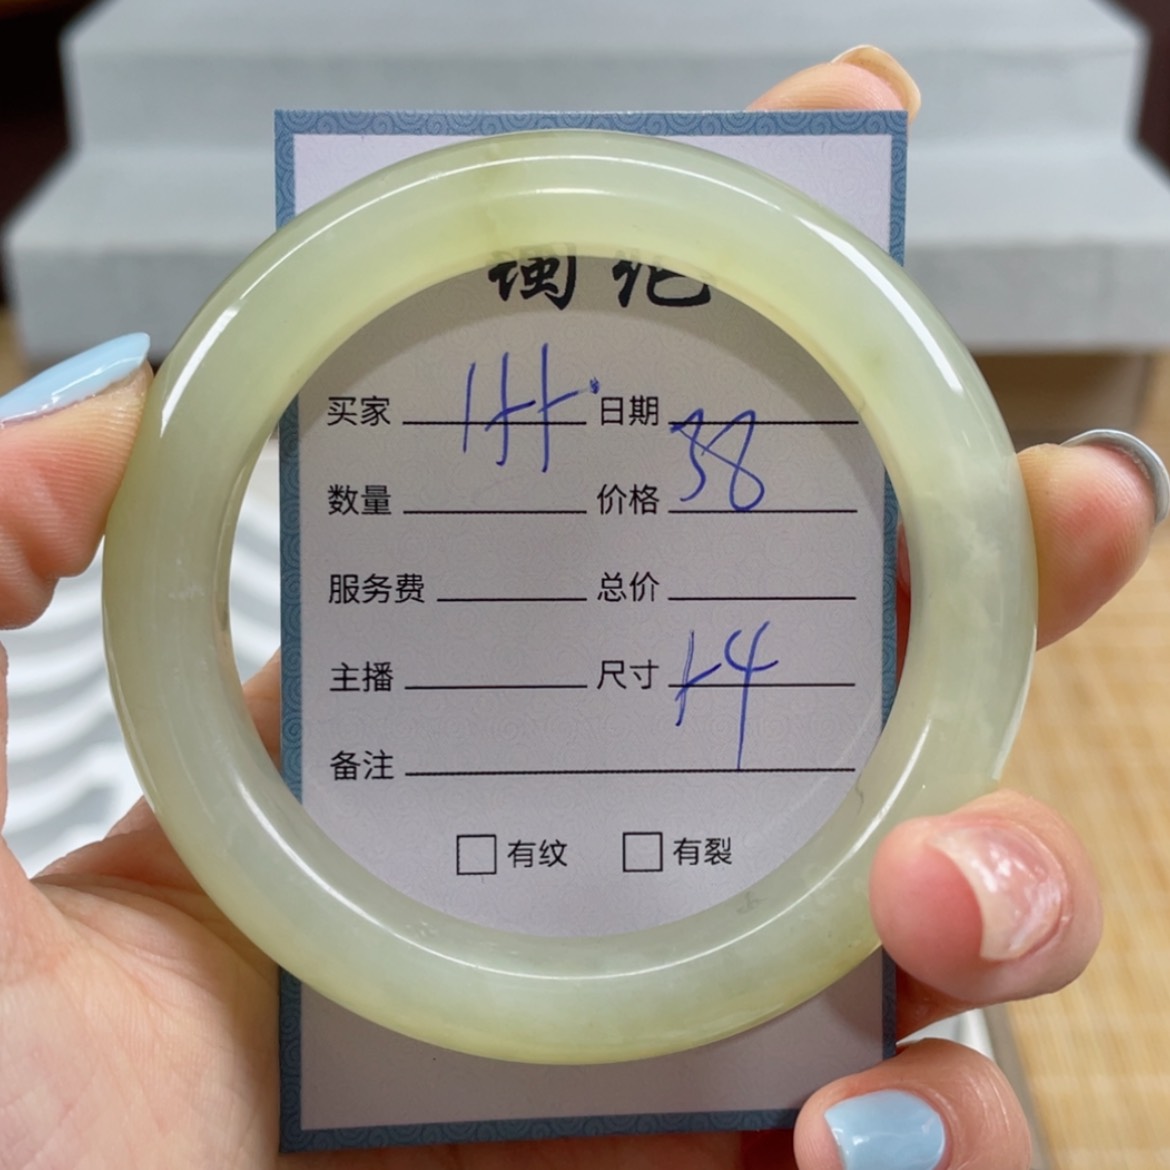 买家 日期
数量 价格 38
服务费 总价
主播 尺寸
备注
有纹 有裂